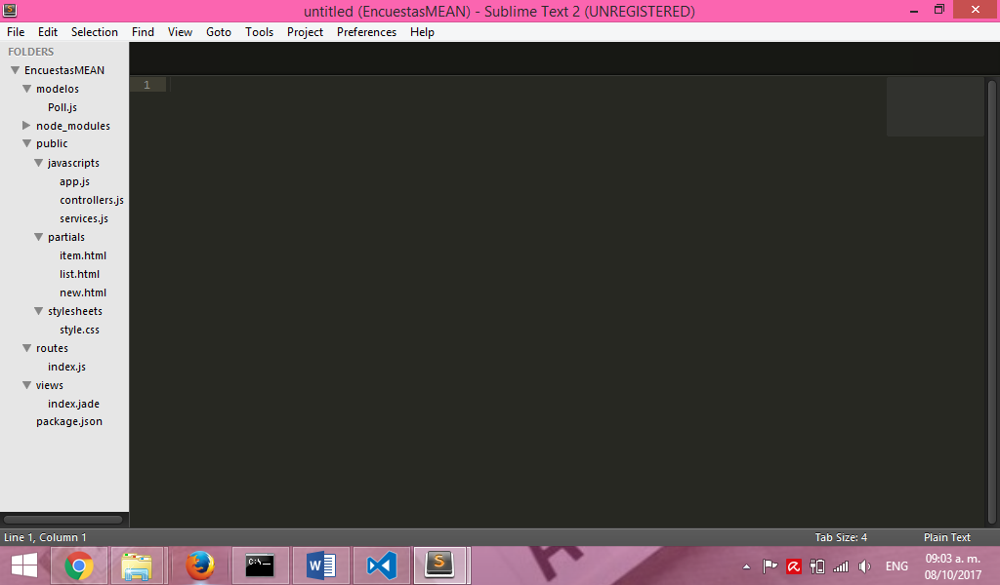 untitled (EncuestasMEAN) - Sublime Text 2 (UNREGISTERED)
File Edit Selection Find View Goto Tools Project Preferences Help
FOLDERS
EncuestasMEAN
modelos
Poll.js
node_modules
public
javascripts
app.js
controllers.js
services.js
partials
item.html
list.html
new.html
stylesheets
style.css
routes
index.js
views
index.jade
package.json
1
Line 1, Column 1
Tab Size: 4
Plain Text
C:\_
ENG
09:03 a. m.
08/10/2017